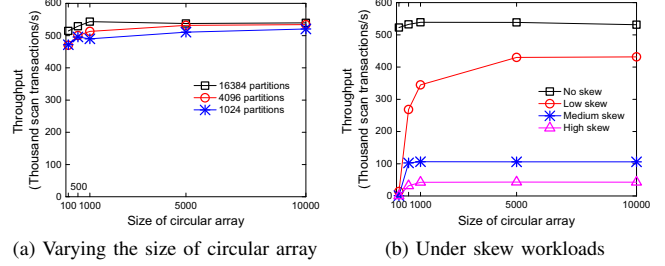 600
500
400
300
200
100
0
Throughput
(Thousand scan transactions/s)
16384 partitions
4096 partitions
1024 partitions
500
100 1000 5000 10000
Size of circular array
(a) Varying the size of circular array
600
500
400
300
200
100
0
Throughput
(Thousand scan transactions/s)
No skew
Low skew
Medium skew
High skew
100 1000 5000 10000
Size of circular array
(b) Under skew workloads